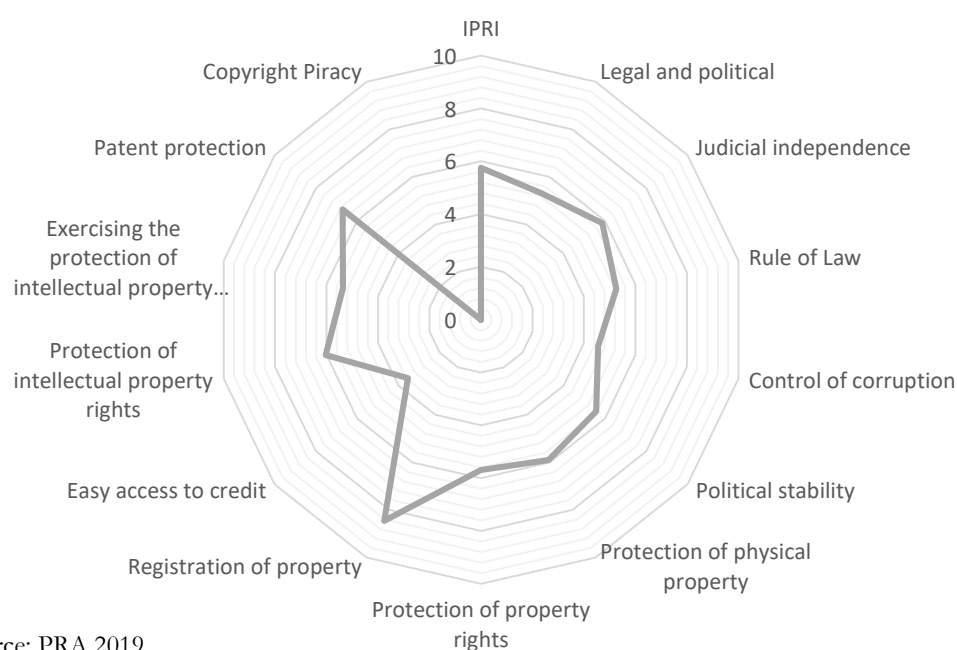 IPRI
10
Copyright Piracy
Legal and political
8
Patent protection
Judicial independence
6
Exercising the
protection of
intellectual property...
4
Rule of Law
2
0
Protection of
intellectual property
rights
Control of corruption
Easy access to credit
Political stability
Registration of property
Protection of physical
property
Protection of property
rights
rce: PRA 2019